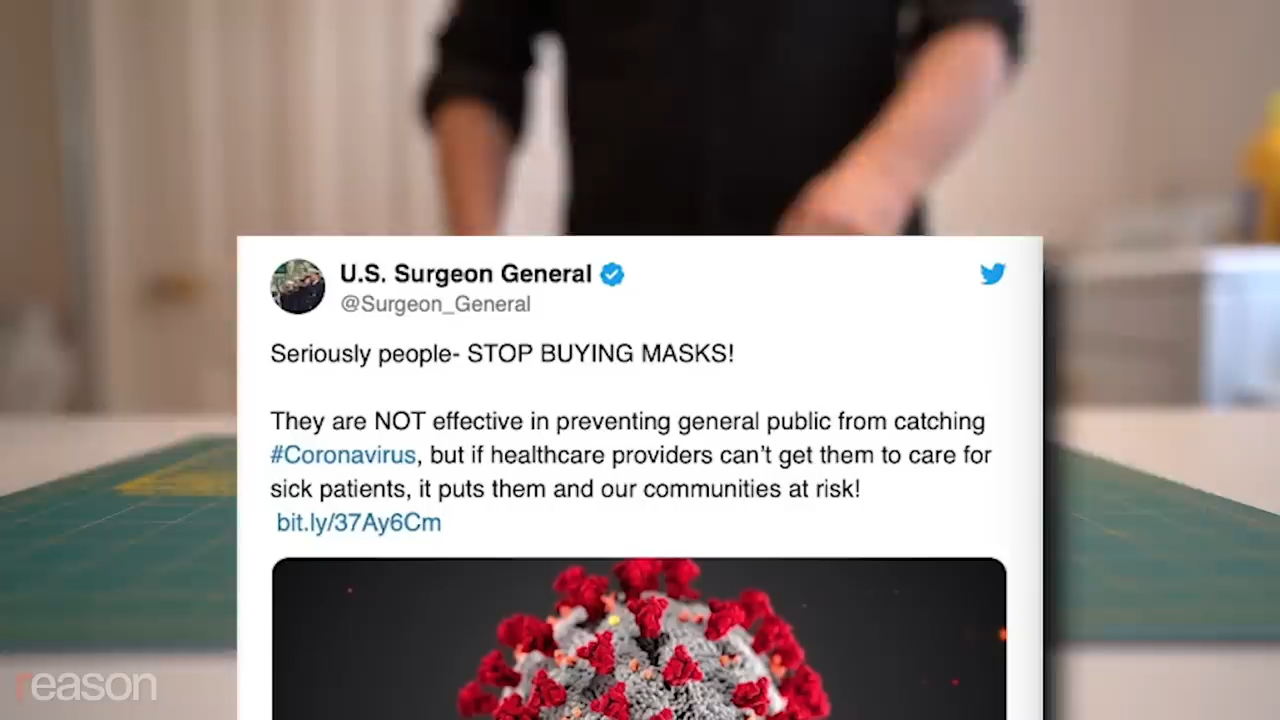 U.S. Surgeon General
@Surgeon_General
Seriously people- STOP BUYING MASKS!
They are NOT effective in preventing general public from catching
#Coronavirus, but if healthcare providers can't get them to care for
sick patients, it puts them and our communities at risk!
bit.ly/37Ay6Cm
reason